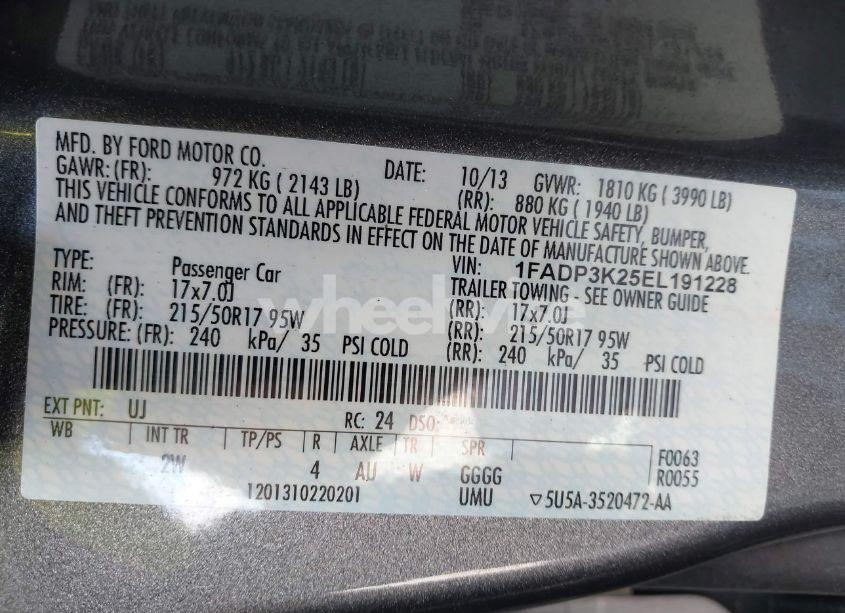 MFD. BY FORD MOTOR CO. DATE: 10/13 GVWR: 1810 KG ( 3990 LB)
GAWR: (FR): 972 KG ( 2143 LB) (RR): 880 KG ( 1940 LB)
THIS VEHICLE CONFORMS TO ALL APPLICABLE FEDERAL MOTOR VEHICLE SAFETY, BUMPER,
AND THEFT PREVENTION STANDARDS IN EFFECT ON THE DATE OF MANUFACTURE SHOWN ABOVE.
VIN: 1FADP3K25EL191228
TYPE: Passenger Car TRAILER TOWING - SEE OWNER GUIDE
RIM: (FR): 17x7.0J (RR): 17x7.0J
TIRE: (FR): 215/50R17 95W (RR): 215/50R17 95W
PRESSURE: (FR): 240 kPa/ 35 PSI COLD (RR): 240 kPa/ 35 PSI COLD
EXT PNT: UJ RC: 24 DSO:
WB INT TR TP/PS R AXLE TR SPR F0063
2W 4 AU W GGGG R0055
1201310220201 UMU ▽5U5A-3520472-AA